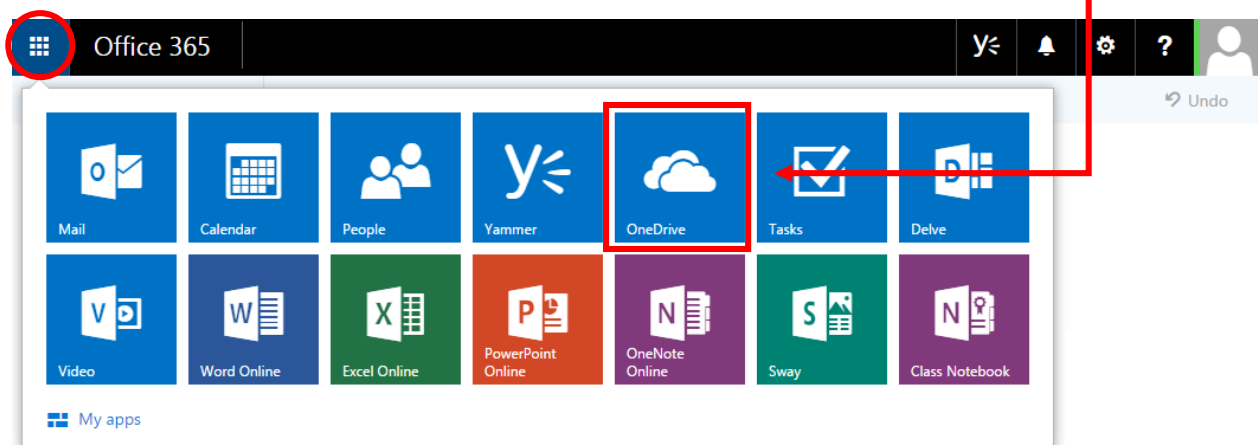 Office 365
?
Undo
Mail
Calendar
People
Yammer
OneDrive
Tasks
Delve
Video
Word Online
Excel Online
PowerPoint
Online
OneNote
Online
Sway
Class Notebook
My apps